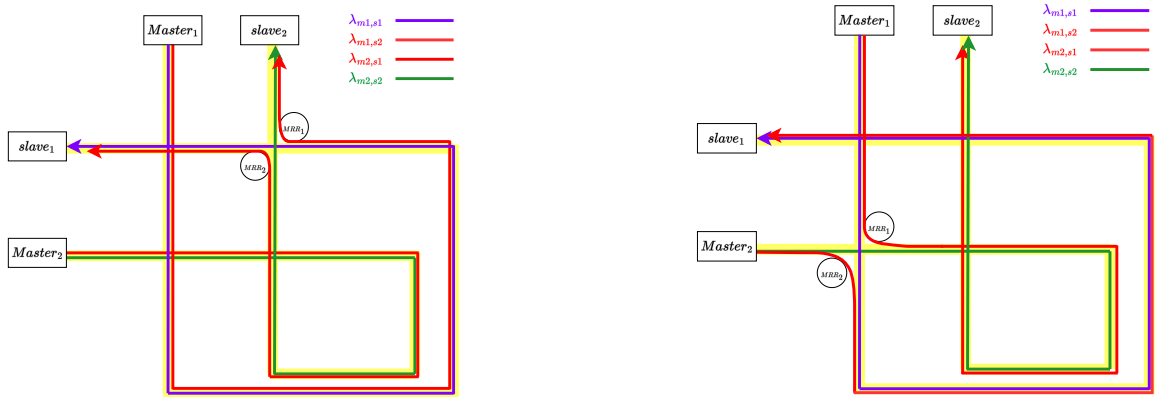 Master₁
slave₂
λₘ₁,ₛ₁
λₘ₁,ₛ₂
λₘ₂,ₛ₁
λₘ₂,ₛ₂
MRR₁
slave₁
MRR₂
Master₂
Master₁
slave₂
λₘ₁,ₛ₁
λₘ₁,ₛ₂
λₘ₂,ₛ₁
λₘ₂,ₛ₂
slave₁
MRR₁
Master₂
MRR₂